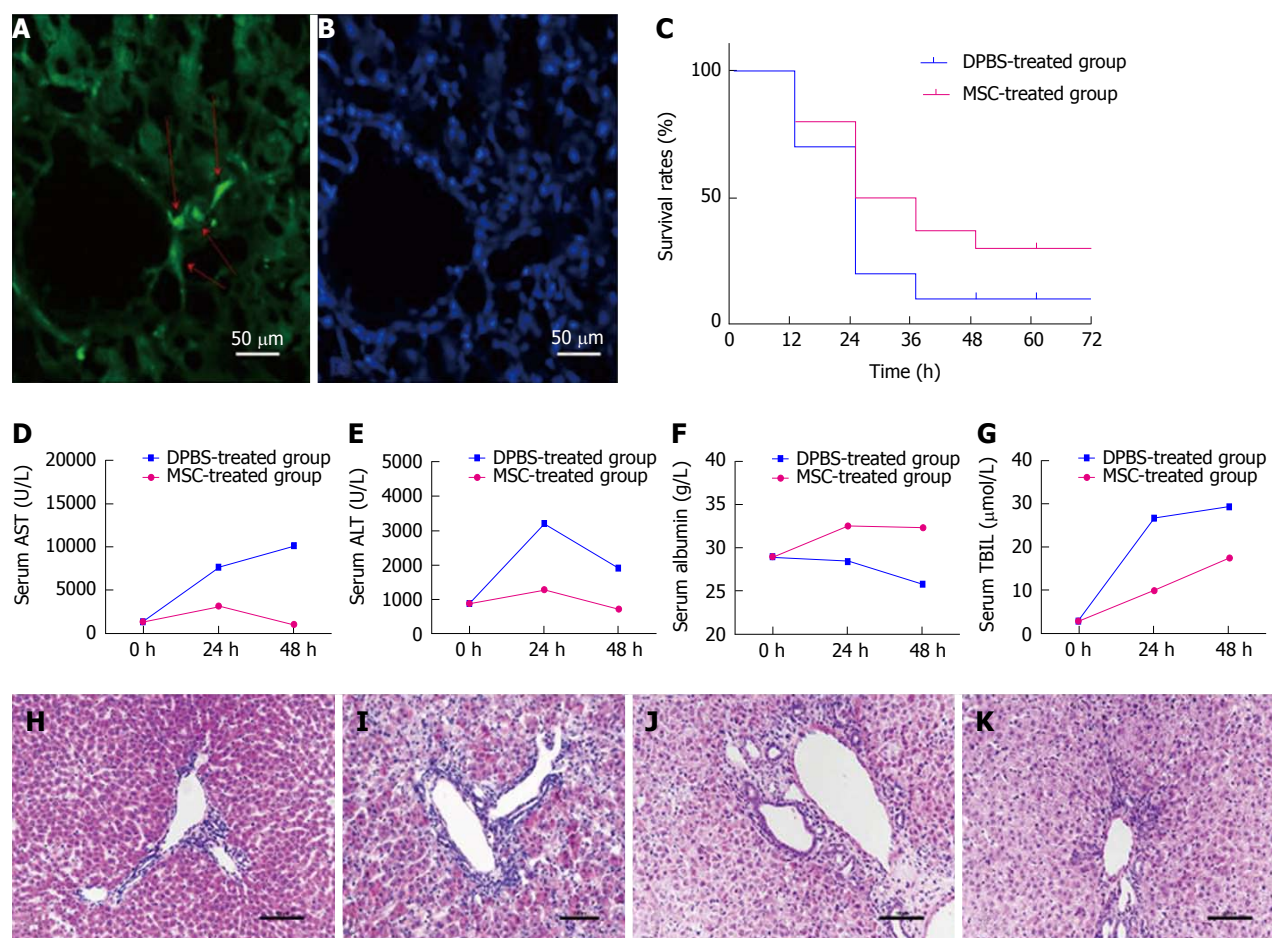 A
50 μm
B
50 μm
C
DPBS-treated group
MSC-treated group
Survival rates (%)
100
50
0
0 12 24 36 48 60 72
Time (h)
D
DPBS-treated group
MSC-treated group
Serum AST (U/L)
20000
15000
10000
5000
0
0 h 24 h 48 h
E
DPBS-treated group
MSC-treated group
Serum ALT (U/L)
5000
4000
3000
2000
1000
0
0 h 24 h 48 h
F
DPBS-treated group
MSC-treated group
Serum albumin (g/L)
40
35
30
25
20
0 h 24 h 48 h
G
DPBS-treated group
MSC-treated group
Serum TBIL (μmol/L)
40
30
20
10
0
0 h 24 h 48 h
H
I
J
K